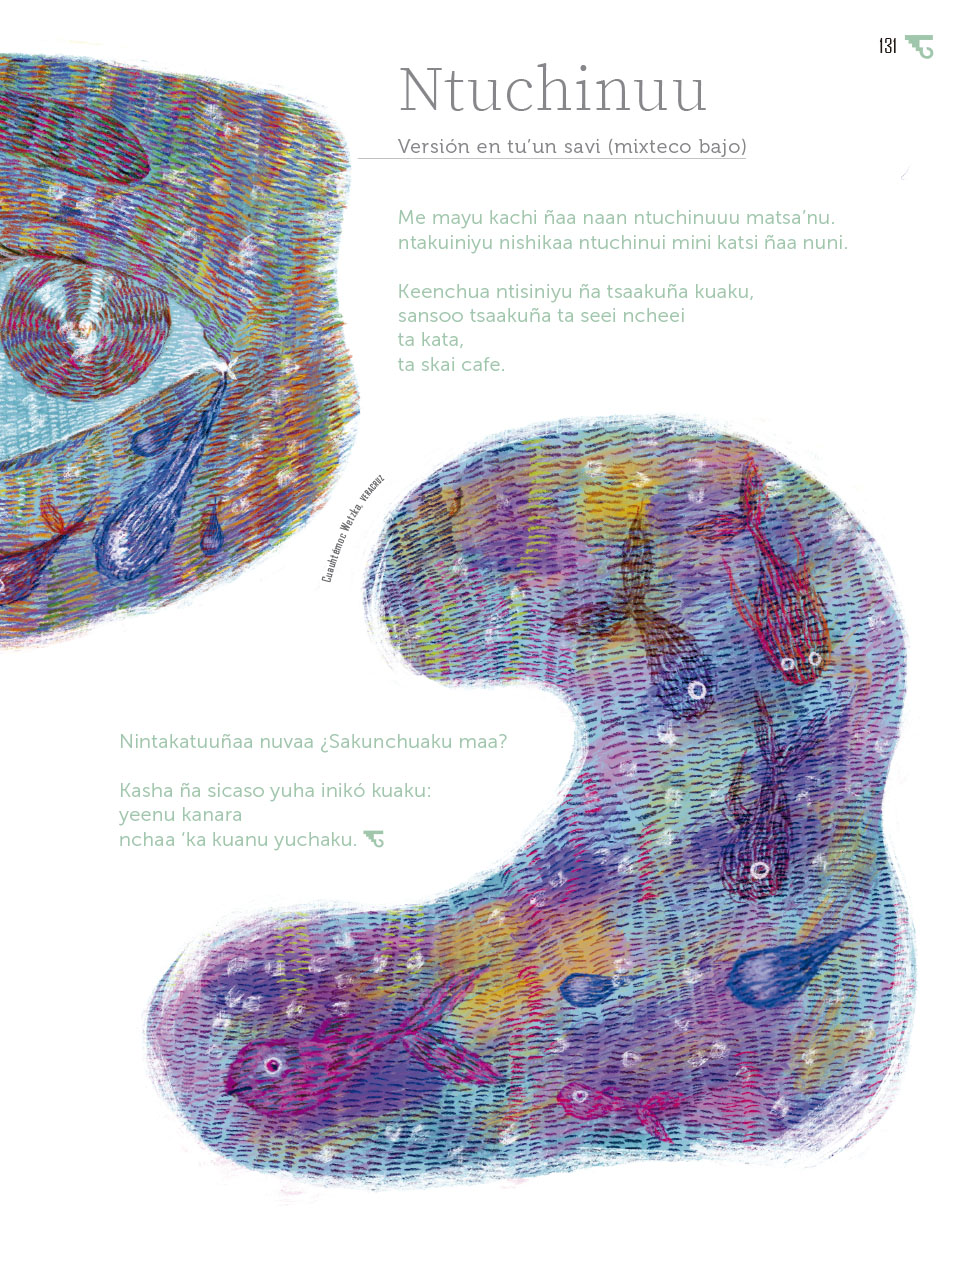 131
Ntuchinuu
Versión en tu’un savi (mixteco bajo)
Me mayu kachi ñaa naan ntuchinuuu matsa’nu.
ntakuiniyu nishikaa ntuchinui mini katsi ñaa nuni.
Keenchua ntisiniyu ña tsaakuña kuaku,
sansoo tsaakuña ta seei ncheei
ta kata,
ta skai cafe.
Cuauhtémoc Wetzka, VERACRUZ
Nintakatuuñaa nuvaa ¿Sakunchuaku maa?
Kasha ña sicaso yuha inikó kuaku:
yeenu kanara
nchaa ’ka kuanu yuchaku.